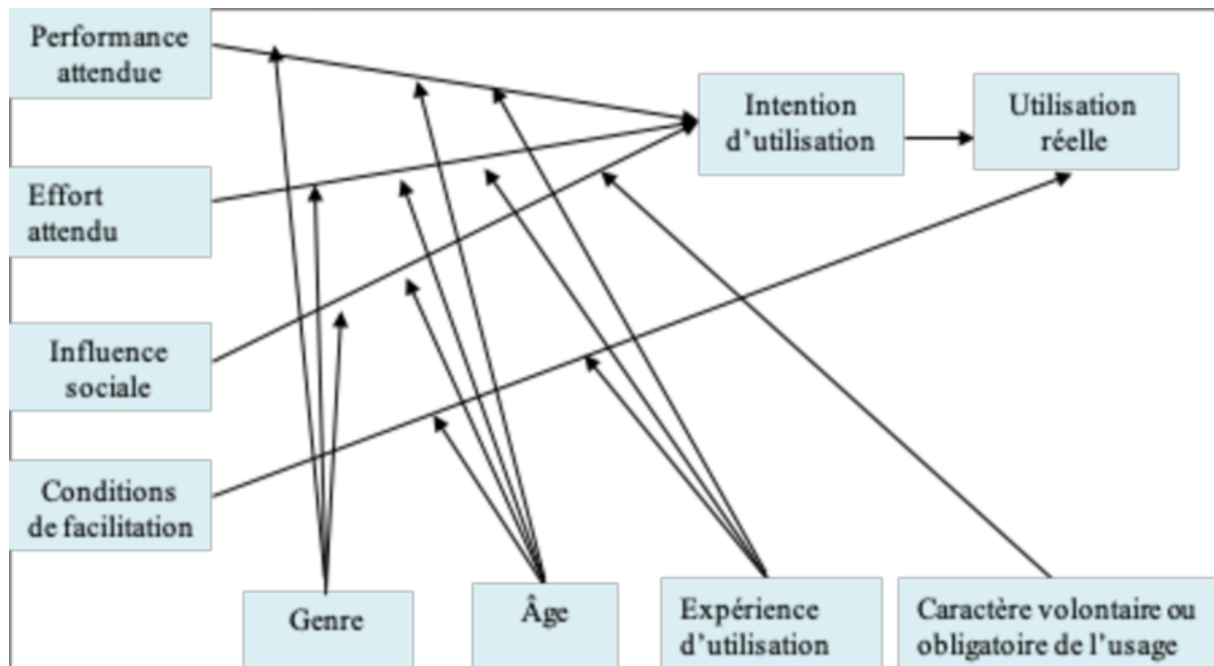 Performance
attendue
Intention
d'utilisation
Utilisation
réelle
Effort
attendu
Influence
sociale
Conditions
de facilitation
Genre
Âge
Expérience
d'utilisation
Caractère volontaire ou
obligatoire de l'usage